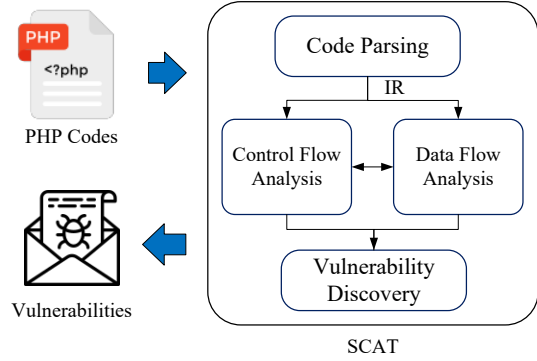 PHP
<?php
PHP Codes
Vulnerabilities
Code Parsing
IR
Control Flow
Analysis
Data Flow
Analysis
Vulnerability
Discovery
SCAT